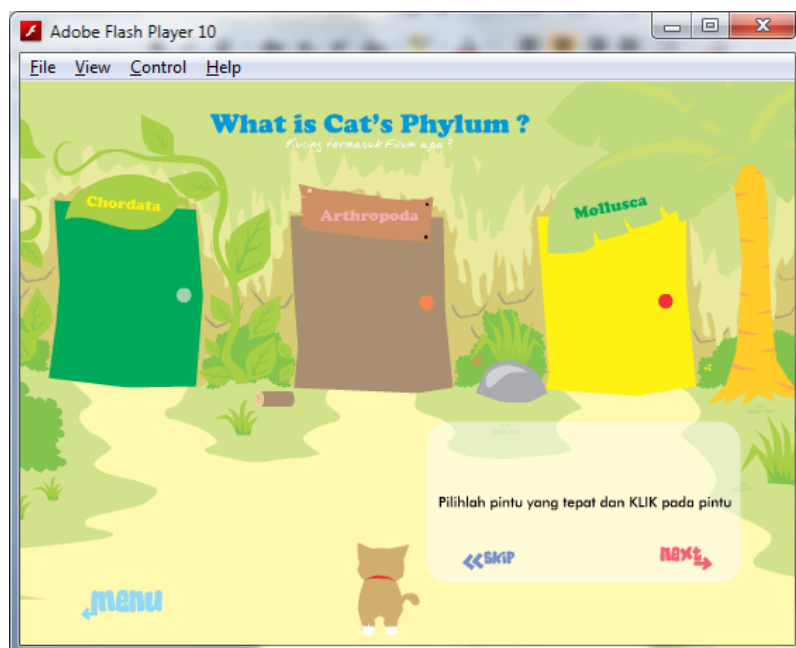 Adobe Flash Player 10
File View Control Help
What is Cat's Phylum ?
Kucing termasuk Filum apa ?
Chordata
Arthropoda
Mollusca
Pilihlah pintu yang tepat dan KLIK pada pintu
SKIP
next
menu